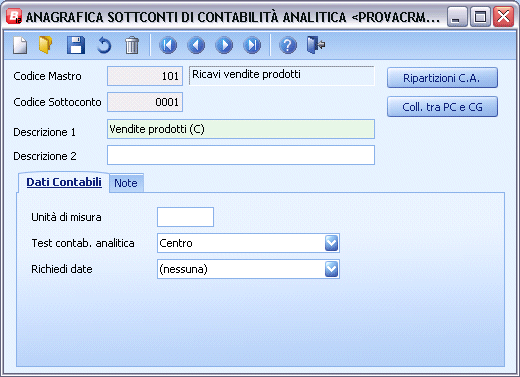 ANAGRAFICA SOTTCONTI DI CONTABILITÀ ANALITICA <PROVACRM...
Codice Mastro 101 Ricavi vendite prodotti Ripartizioni C.A.
Codice Sottoconto 0001 Coll. tra PC e CG
Descrizione 1 Vendite prodotti (C)
Descrizione 2
Dati Contabili Note
Unità di misura
Test contab. analitica Centro
Richiedi date (nessuna)